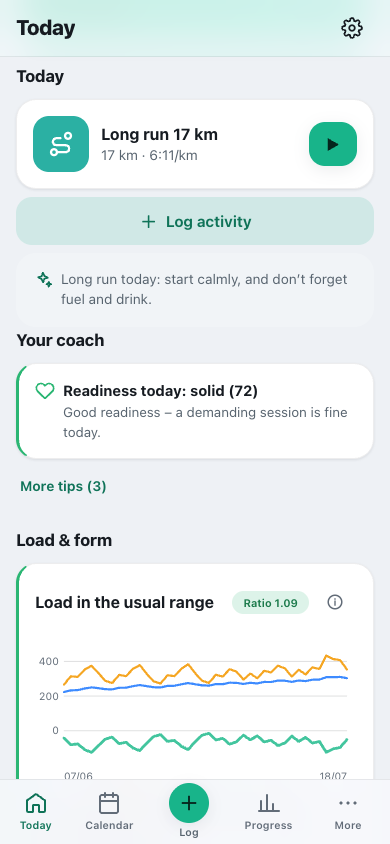 Today
Today
Long run 17 km
17 km · 6:11/km
Log activity
Long run today: start calmly, and don’t forget
fuel and drink.
Your coach
Readiness today: solid (72)
Good readiness – a demanding session is fine
today.
More tips (3)
Load & form
Load in the usual range
Ratio 1.09
400
200
0
07/06
18/07
Today
Calendar
Log
Progress
More